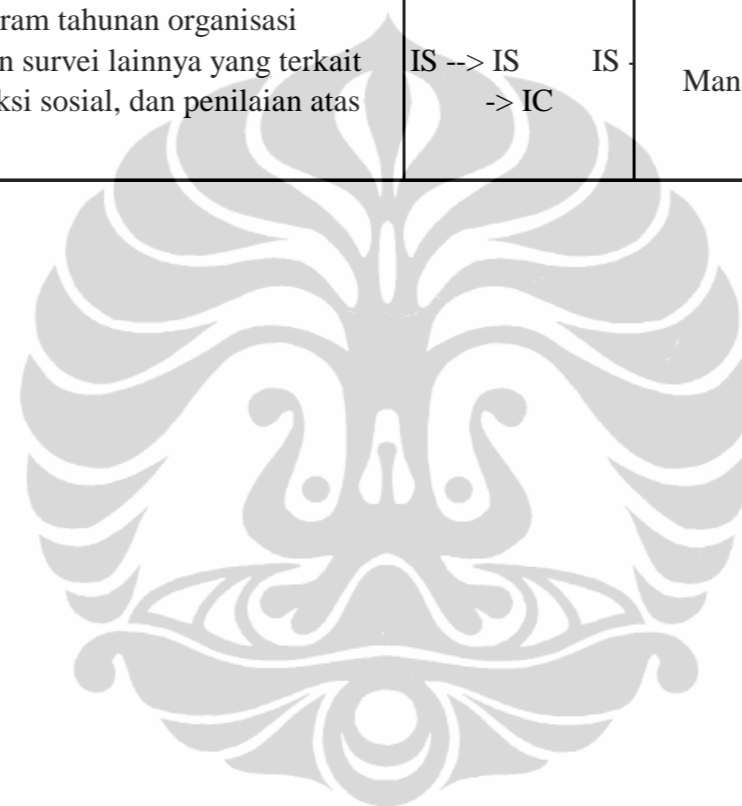 ram tahunan organisasi
n survei lainnya yang terkait
ksi sosial, dan penilaian atas
IS --> IS IS -
-> IC
Man